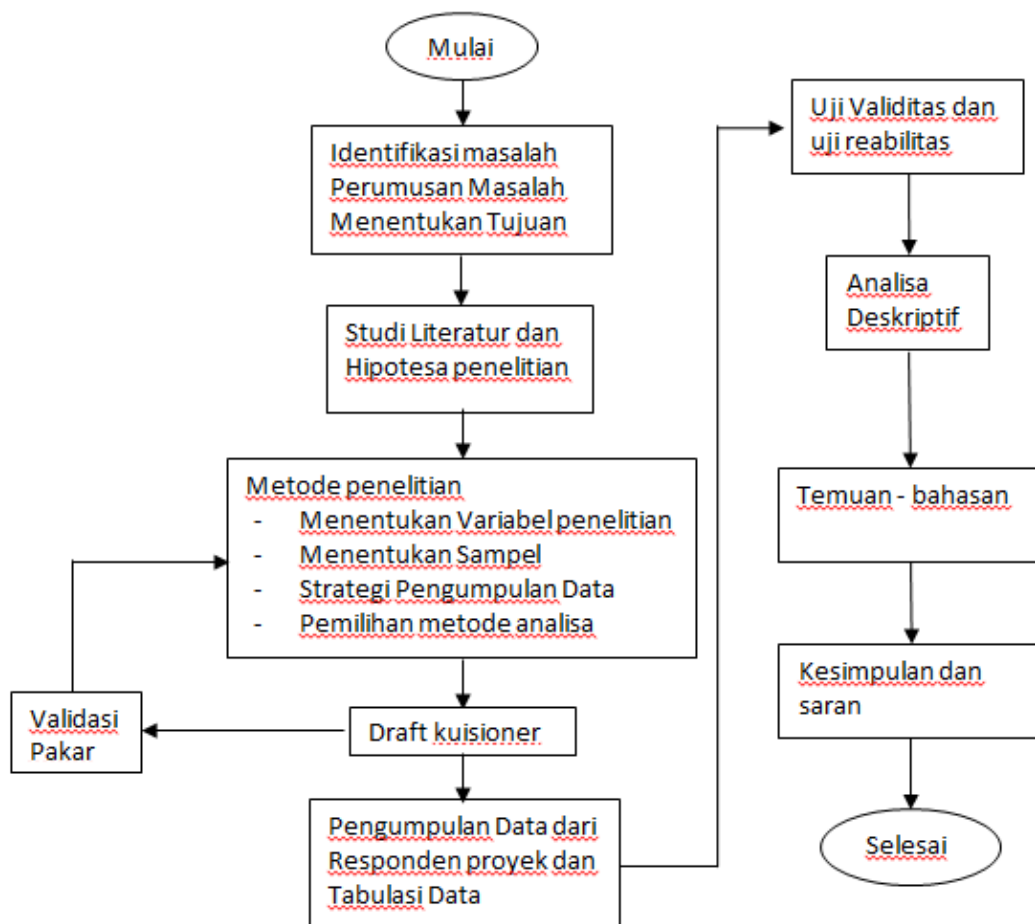 Mulai
Identifikasi masalah
Perumusan Masalah
Menentukan Tujuan
Studi Literatur dan
Hipotesa penelitian
Metode penelitian
- Menentukan Variabel penelitian
- Menentukan Sampel
- Strategi Pengumpulan Data
- Pemilihan metode analisa
Draft kuisioner
Validasi
Pakar
Pengumpulan Data dari
Responden proyek dan
Tabulasi Data
Uji Validitas dan
uji reabilitas
Analisa
Deskriptif
Temuan - bahasan
Kesimpulan dan
saran
Selesai